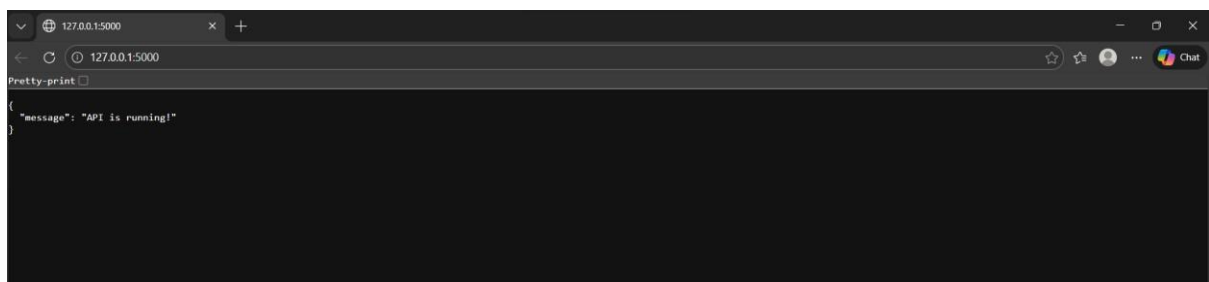 127.0.0.1:5000
127.0.0.1:5000
Chat
Pretty-print
{
"message": "API is running!"
}